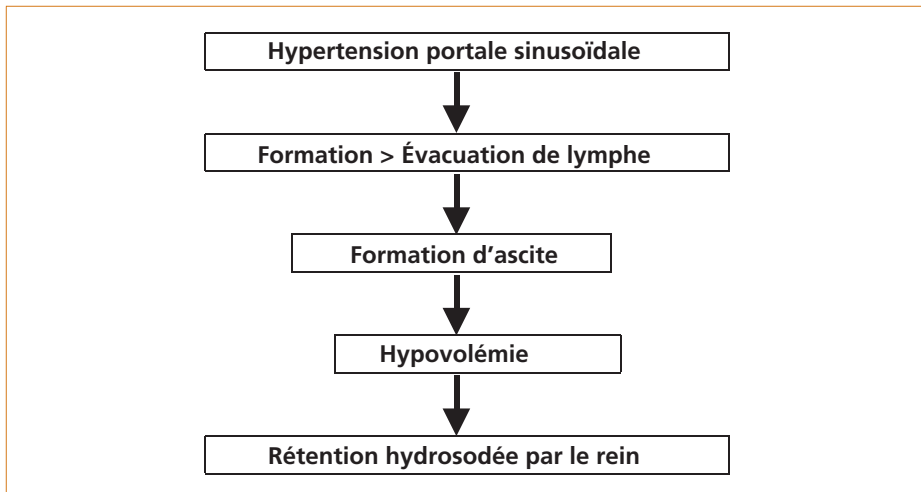 Hypertension portale sinusoïdale
Formation > Évacuation de lymphe
Formation d’ascite
Hypovolémie
Rétention hydrosodée par le rein